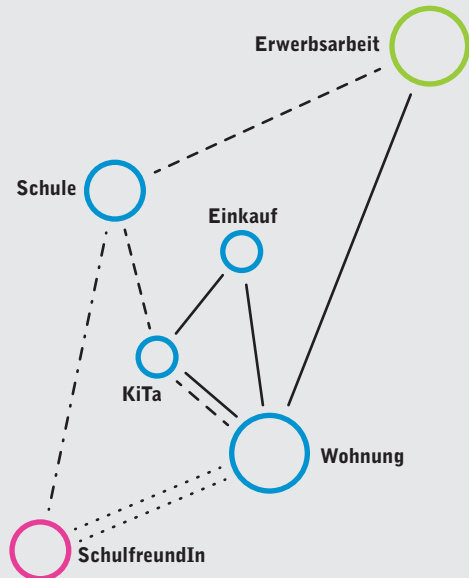 Erwerbsarbeit
Schule
Einkauf
KiTa
Wohnung
SchulfreundIn